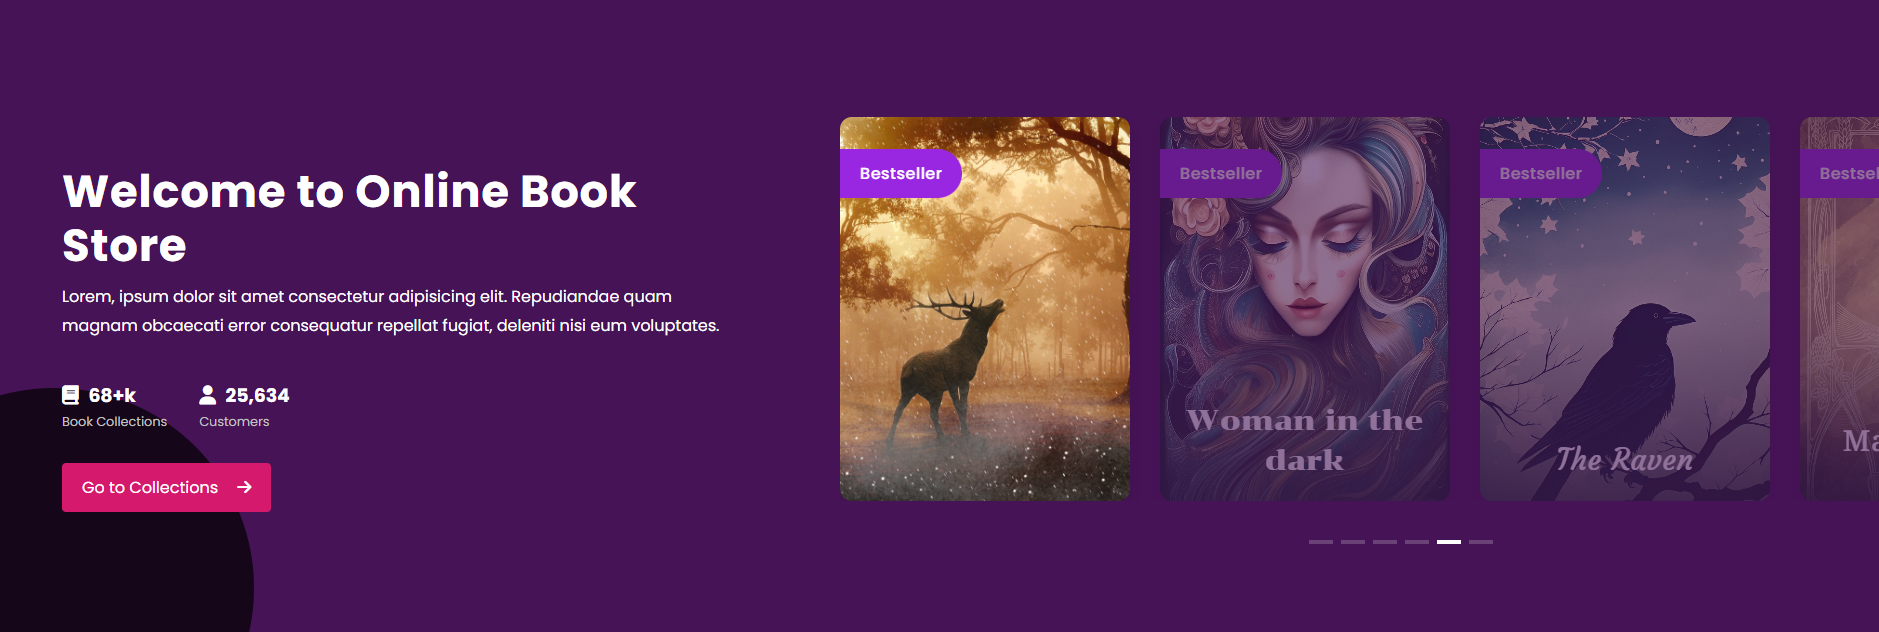 Welcome to Online Book
Store
Lorem, ipsum dolor sit amet consectetur adipisicing elit. Repudiandae quam
magnam obcaecati error consequatur repellat fugiat, deleniti nisi eum voluptates.
68+k
25,634
Book Collections
Customers
Go to Collections
Bestseller
Bestseller
Woman in the
dark
Bestseller
The Raven